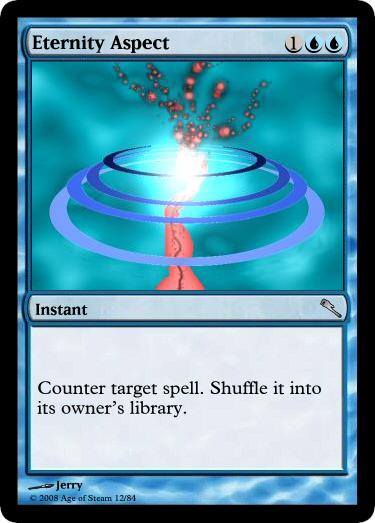 Eternity Aspect 1
Instant
Counter target spell. Shuffle it into
its owner's library.
Jerry
© 2008 Age of Steam 12/84